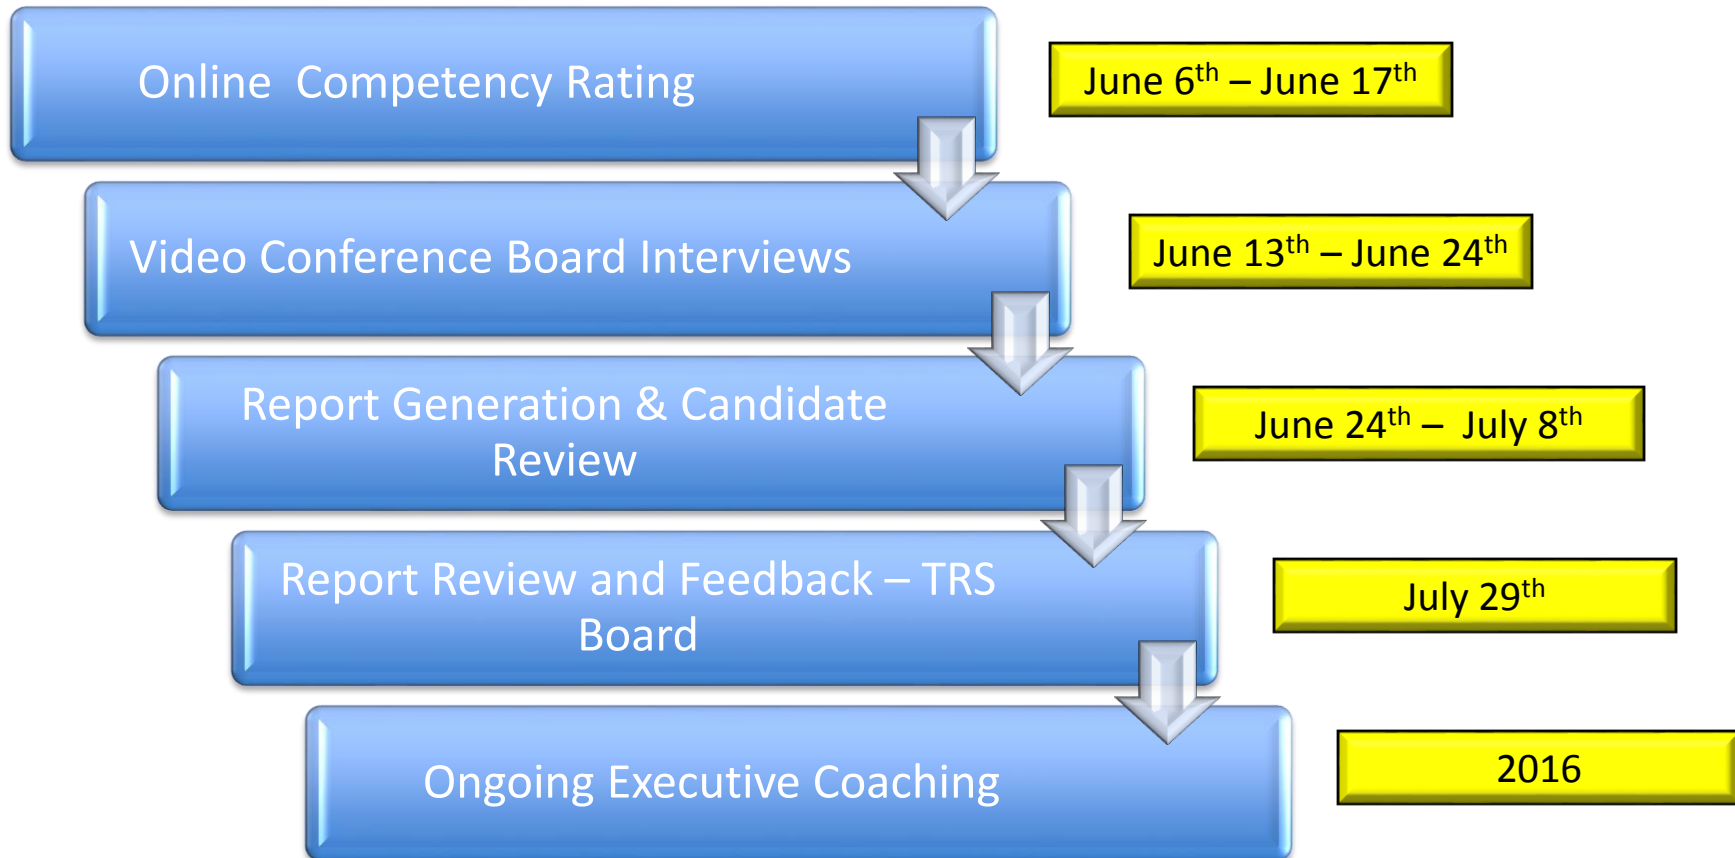 Online  Competency Rating
June 6th – June 17th
Video Conference Board Interviews
June 13th – June 24th
Report Generation & Candidate
Review
June 24th –  July 8th
Report Review and Feedback – TRS
Board
July 29th
Ongoing Executive Coaching
2016